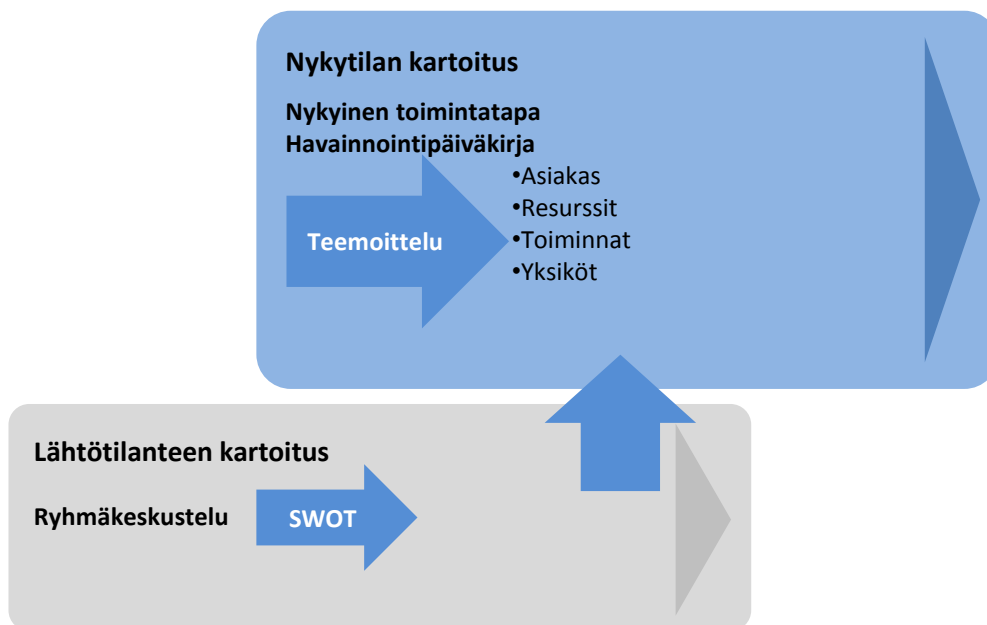 Nykytilan kartoitus
Nykyinen toimintatapa
Havainnointipäiväkirja
Teemoittelu
•Asiakas
•Resurssit
•Toiminnat
•Yksiköt
Lähtötilanteen kartoitus
Ryhmäkeskustelu
SWOT